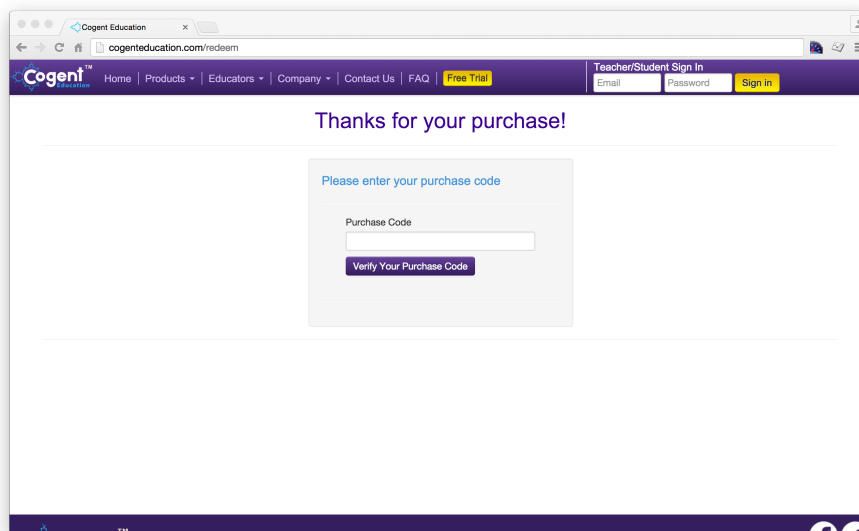 Cogent Education
cogenteducation.com/redeem
Cogent™
Education
Home | Products | Educators | Company | Contact Us | FAQ | Free Trial
Teacher/Student Sign In
Email Password Sign in
Thanks for your purchase!
Please enter your purchase code
Purchase Code
Verify Your Purchase Code
TM